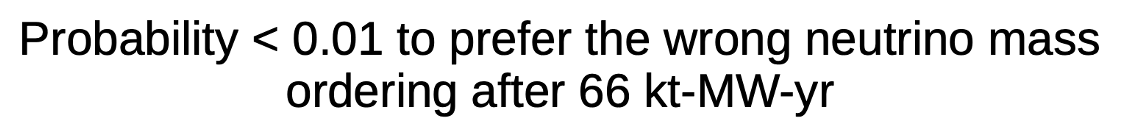 Probability < 0.01 to prefer the wrong neutrino mass
ordering after 66 kt-MW-yr